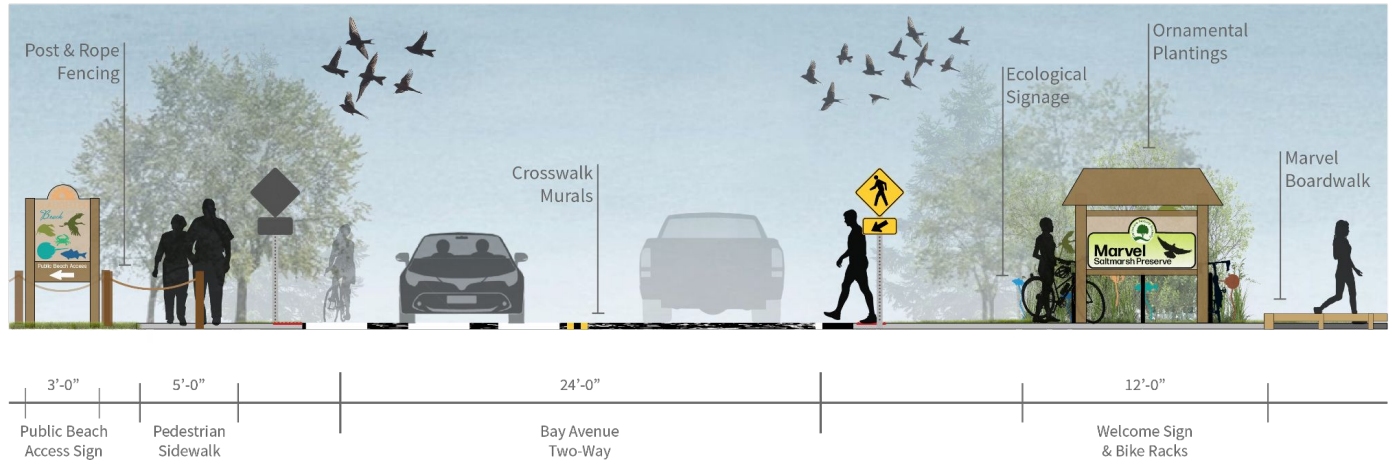 Post & Rope
Fencing
Crosswalk
Murals
Ecological
Signage
Ornamental
Plantings
Marvel
Boardwalk
Beach
Public Beach Access
Marvel
Saltmarsh Preserve
3'-0”
5'-0”
24'-0”
12'-0”
Public Beach
Access Sign
Pedestrian
Sidewalk
Bay Avenue
Two-Way
Welcome Sign
& Bike Racks